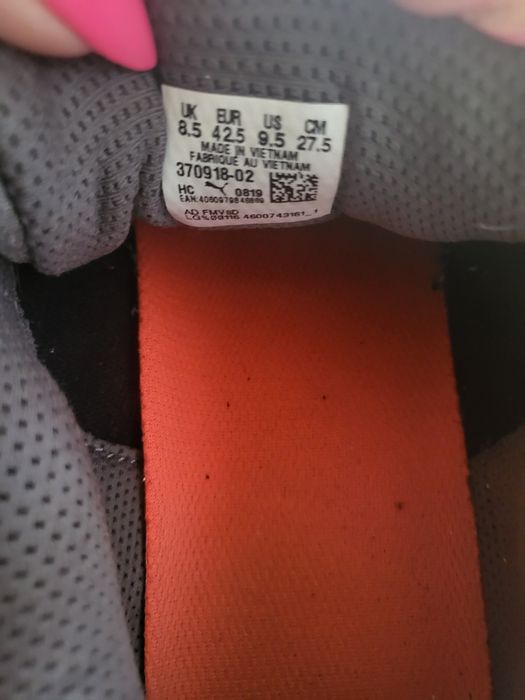 UK EUR US CM
8.5 42.5 9.5 27.5
MADE IN VIETNAM
FABRIQUE AU VIETNAM
370918-02
HC 0819